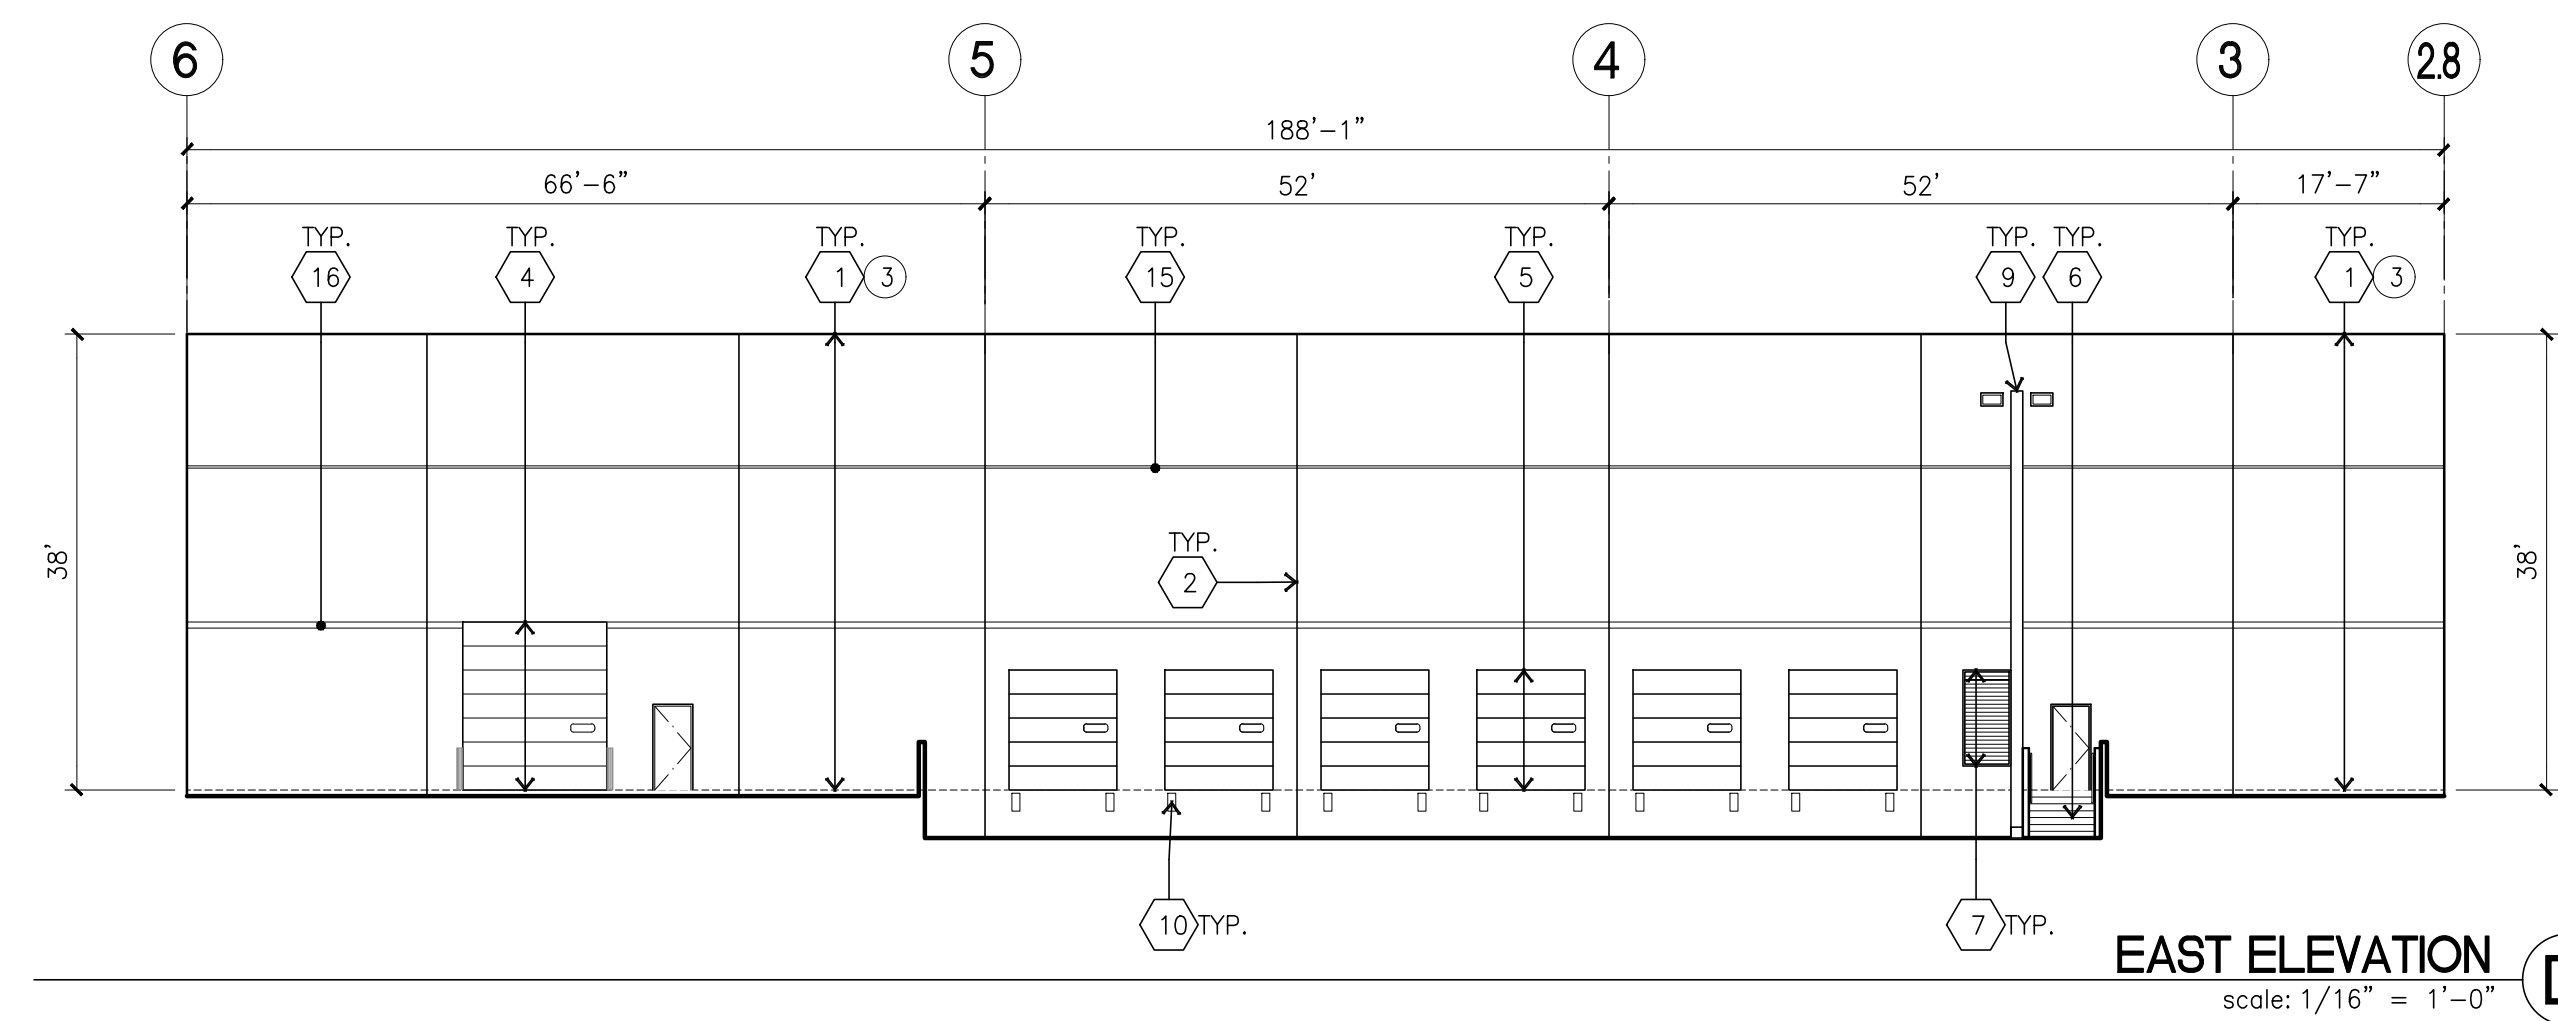 6 5 4 3 2.8
188'-1"
66'-6" 52' 52' 17'-7"
TYP. TYP. TYP. TYP. TYP. TYP. TYP. TYP.
16 4 1 3 15 5 9 6 1 3
38' 38'
TYP.
2
10 TYP. 7 TYP.
EAST ELEVATION
scale: 1/16" = 1'-0"